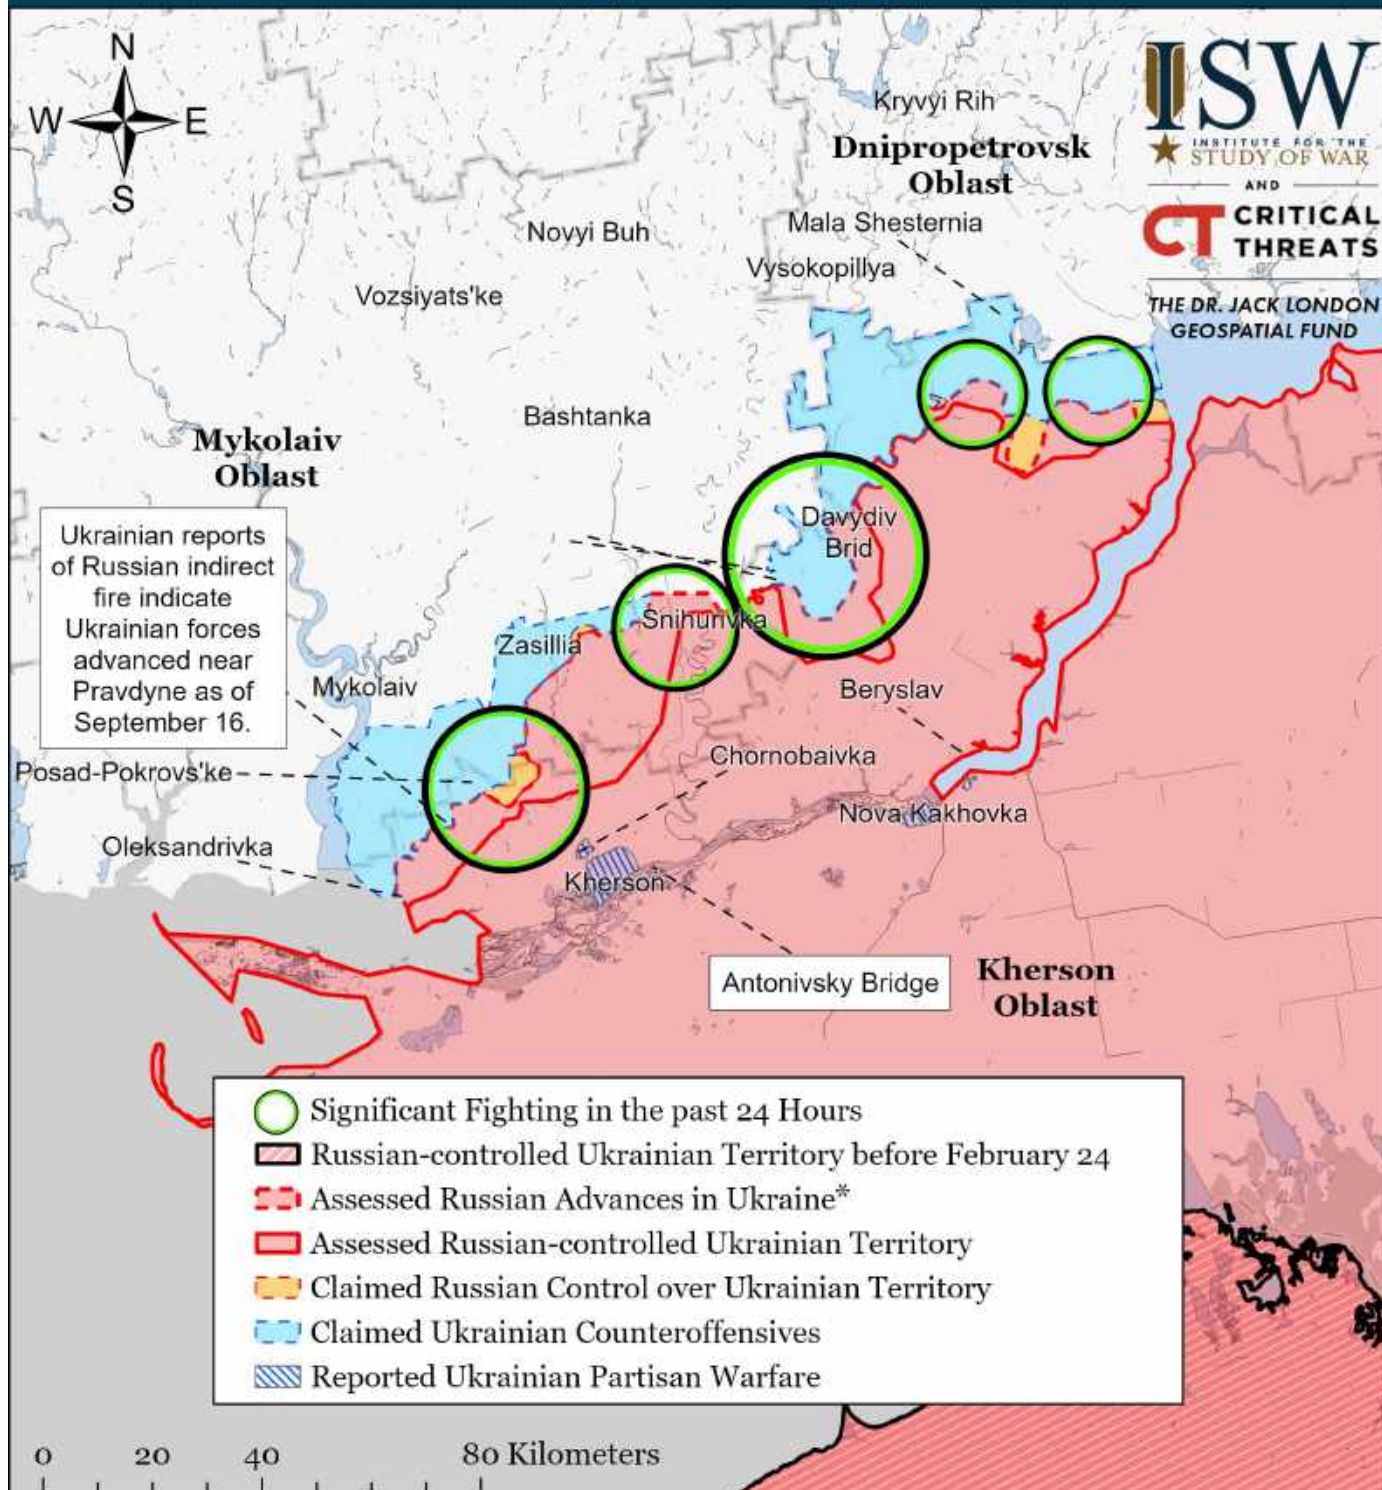 N
W E
S
ISW
INSTITUTE FOR THE
STUDY OF WAR
AND
CT CRITICAL
THREATS
THE DR. JACK LONDON
GEOSPATIAL FUND
Kryvyi Rih
Dnipropetrovsk
Oblast
Mala Shesternia
Novyi Buh
Vysokopillya
Vozsiyats'ke
Bashtanka
Mykolaiv
Oblast
Ukrainian reports
of Russian indirect
fire indicate
Ukrainian forces
advanced near
Pravdyne as of
September 16.
Davydiv
Brid
Snihurivka
Zasillia
Mykolaiv
Beryslav
Chornobaivka
Posad-Pokrovs'ke
Nova Kakhovka
Oleksandrivka
Kherson
Antonivsky Bridge
Kherson
Oblast
Significant Fighting in the past 24 Hours
Russian-controlled Ukrainian Territory before February 24
Assessed Russian Advances in Ukraine*
Assessed Russian-controlled Ukrainian Territory
Claimed Russian Control over Ukrainian Territory
Claimed Ukrainian Counteroffensives
Reported Ukrainian Partisan Warfare
0 20 40 80 Kilometers